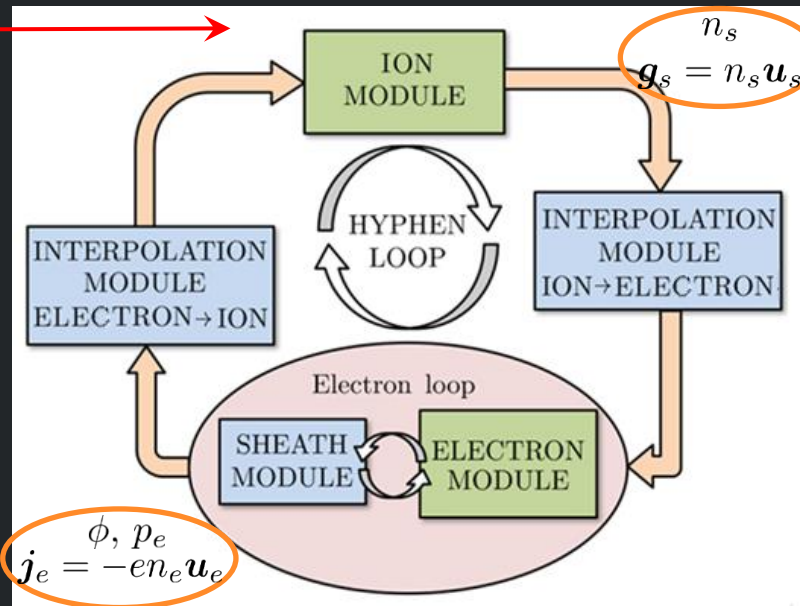 ION
MODULE
n_s
g_s = n_s u_s
HYPHEN
LOOP
INTERPOLATION
MODULE
ELECTRON→ION
INTERPOLATION
MODULE
ION→ELECTRON
Electron loop
SHEATH
MODULE
ELECTRON
MODULE
ϕ, p_e
j_e = −en_e u_e